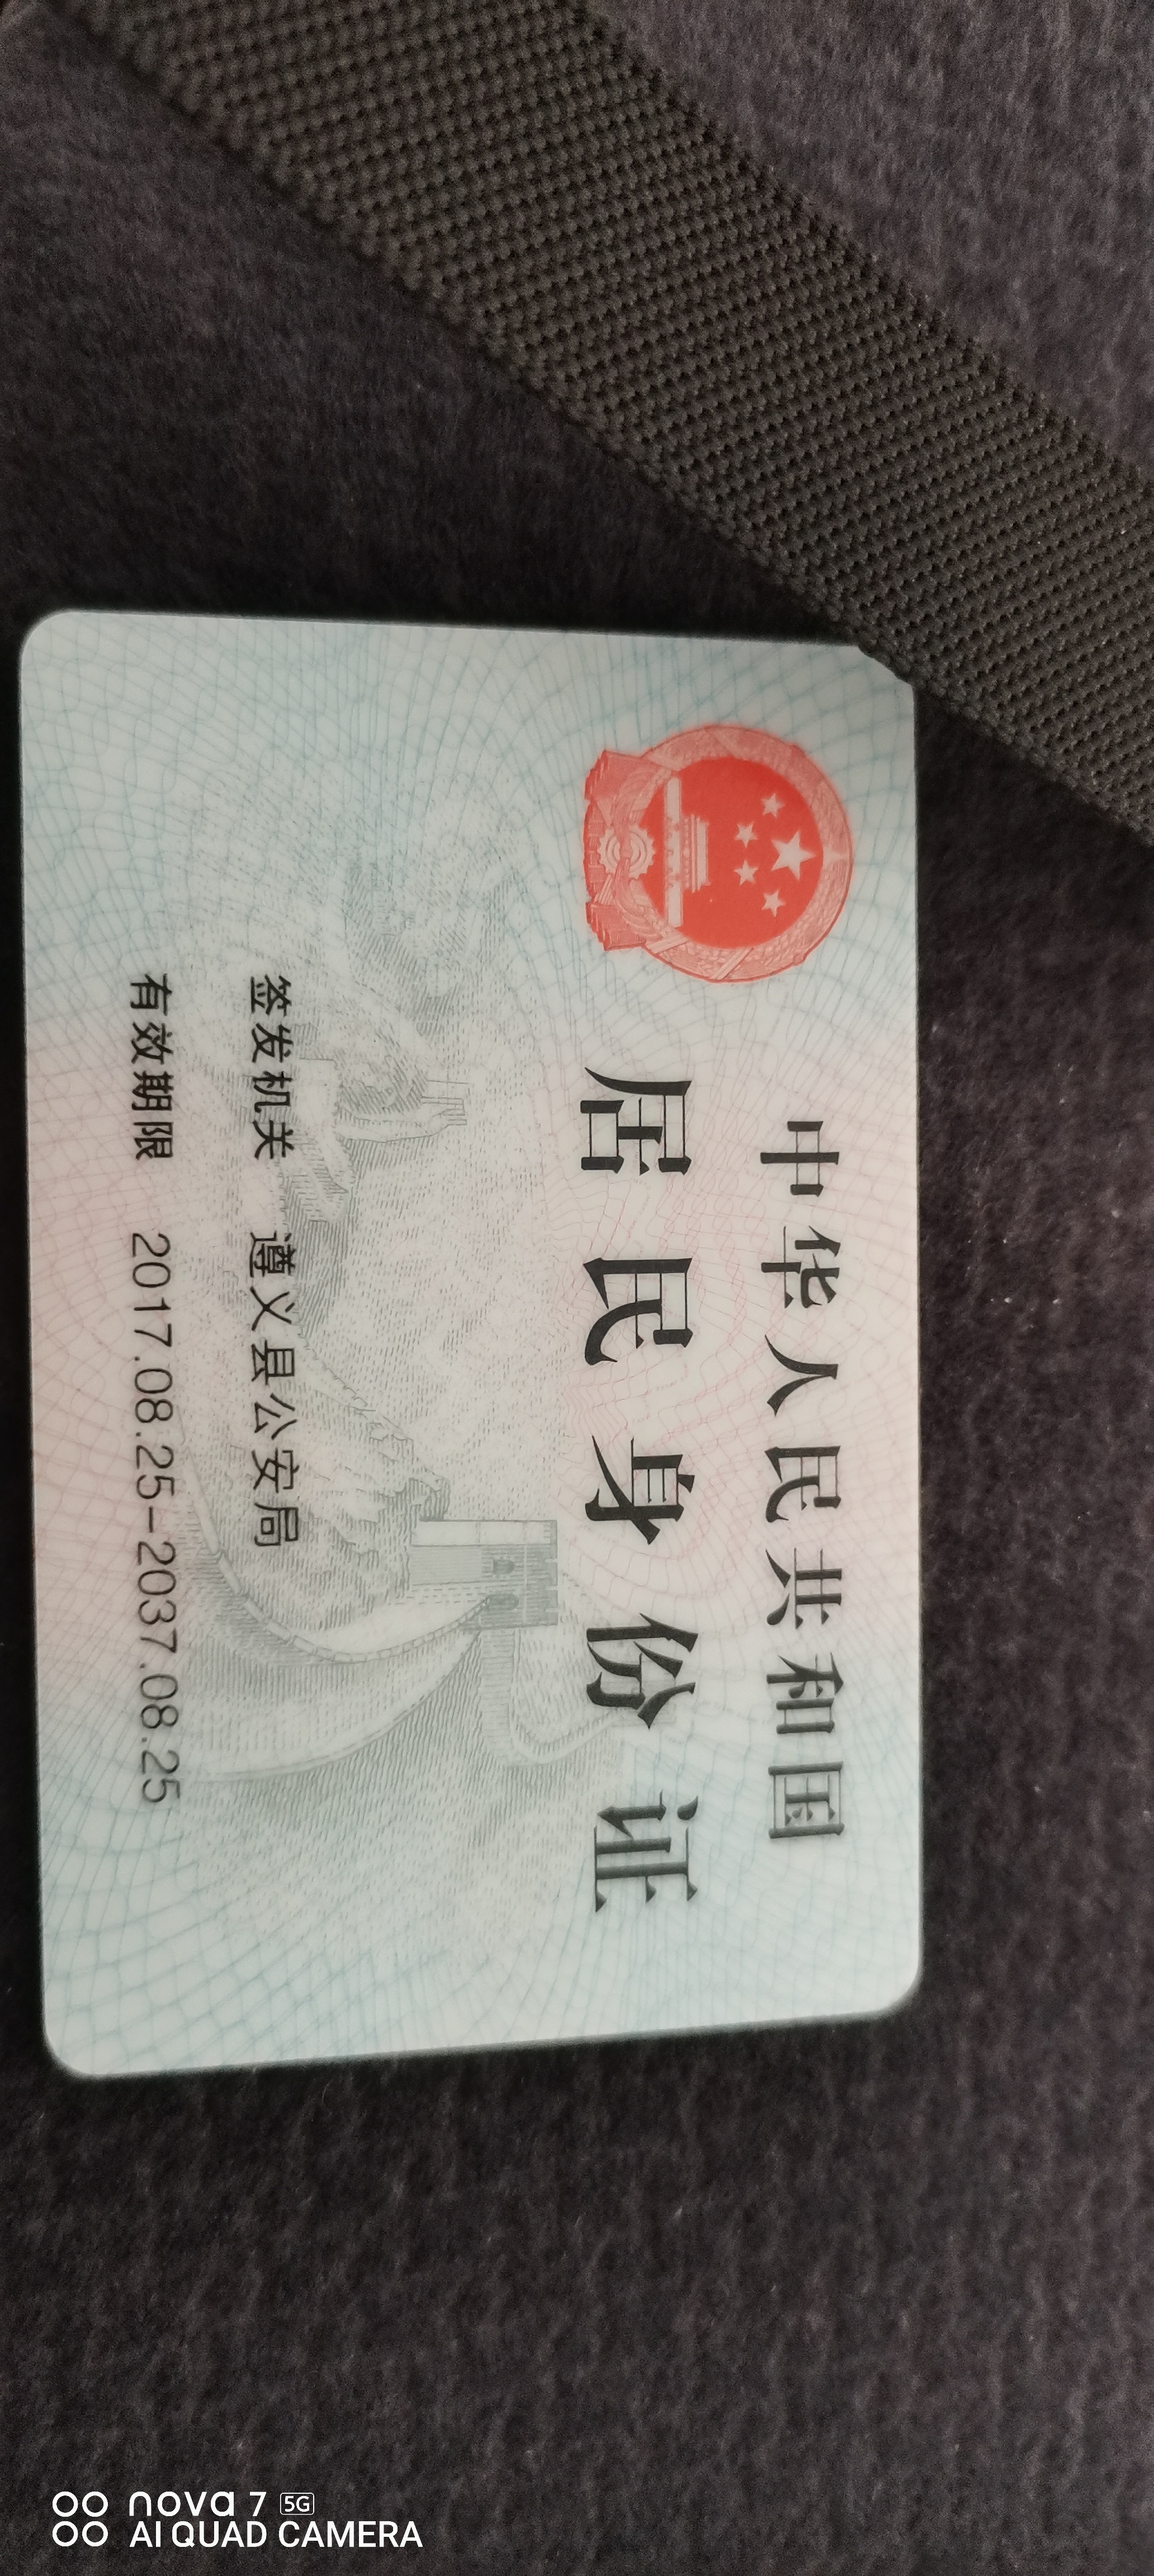 中华人民共和国
居民身份证
签发机关 遵义县公安局
有效期限 2017.08.25-2037.08.25
nova 7 5G
AI QUAD CAMERA